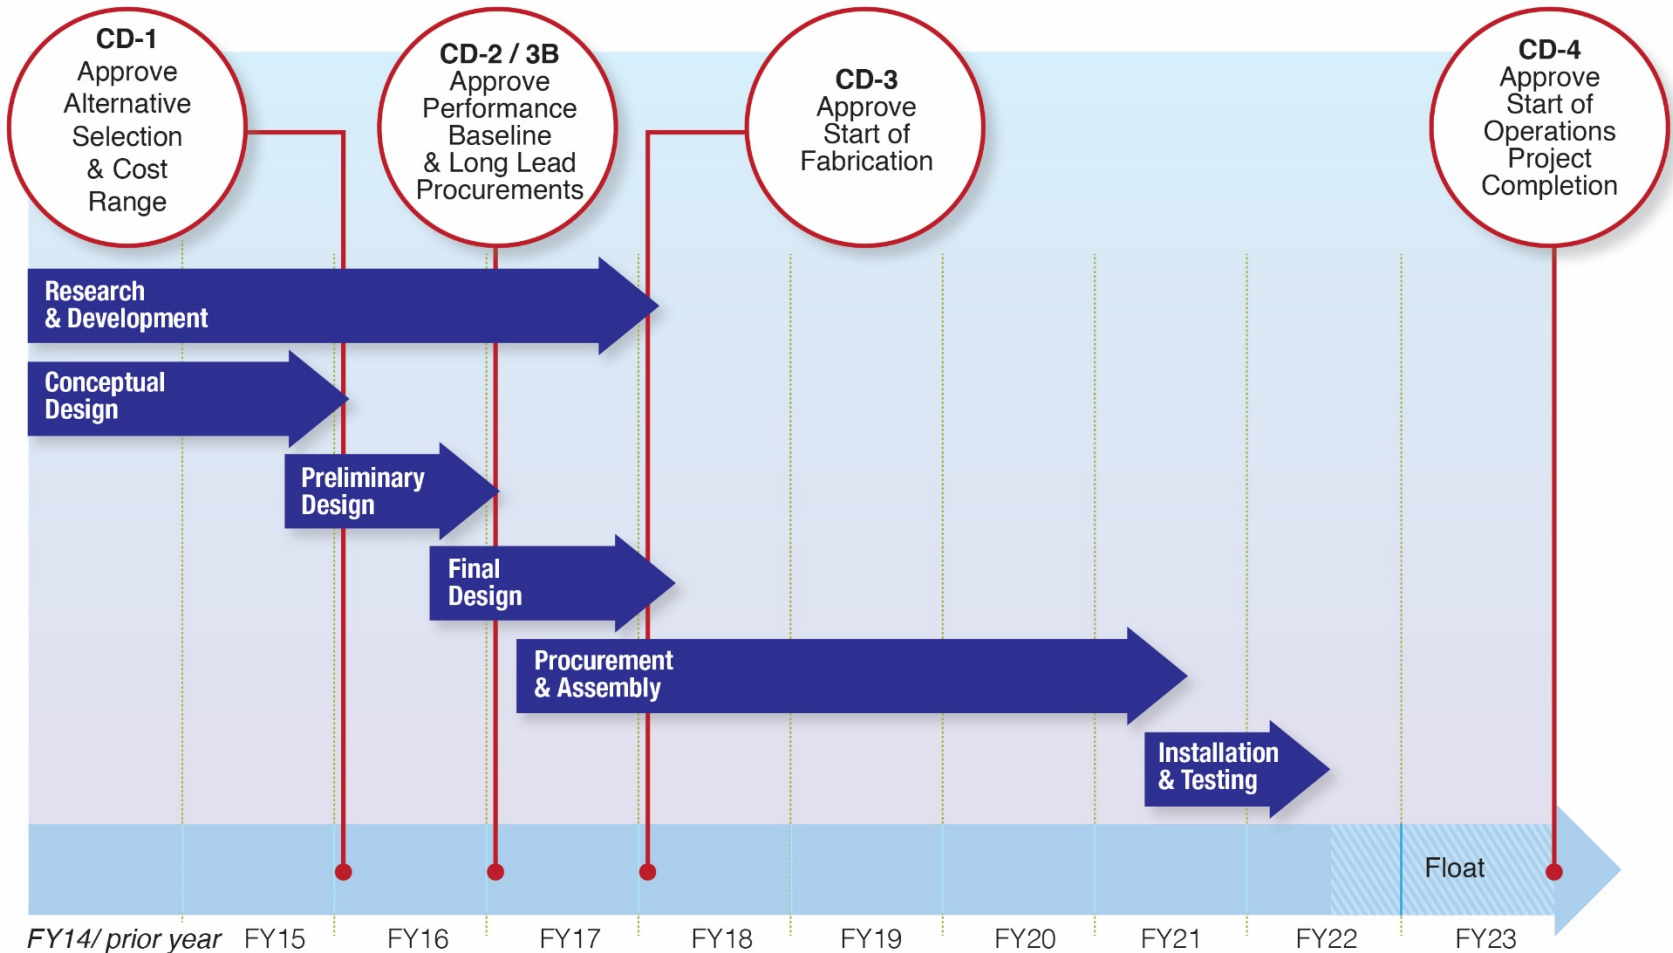 CD-1
Approve
Alternative
Selection
& Cost
Range
CD-2 / 3B
Approve
Performance
Baseline
& Long Lead
Procurements
CD-3
Approve
Start of
Fabrication
CD-4
Approve
Start of
Operations
Project
Completion
Research
& Development
Conceptual
Design
Preliminary
Design
Final
Design
Procurement
& Assembly
Installation
& Testing
Float
FY14/ prior year FY15 FY16 FY17 FY18 FY19 FY20 FY21 FY22 FY23